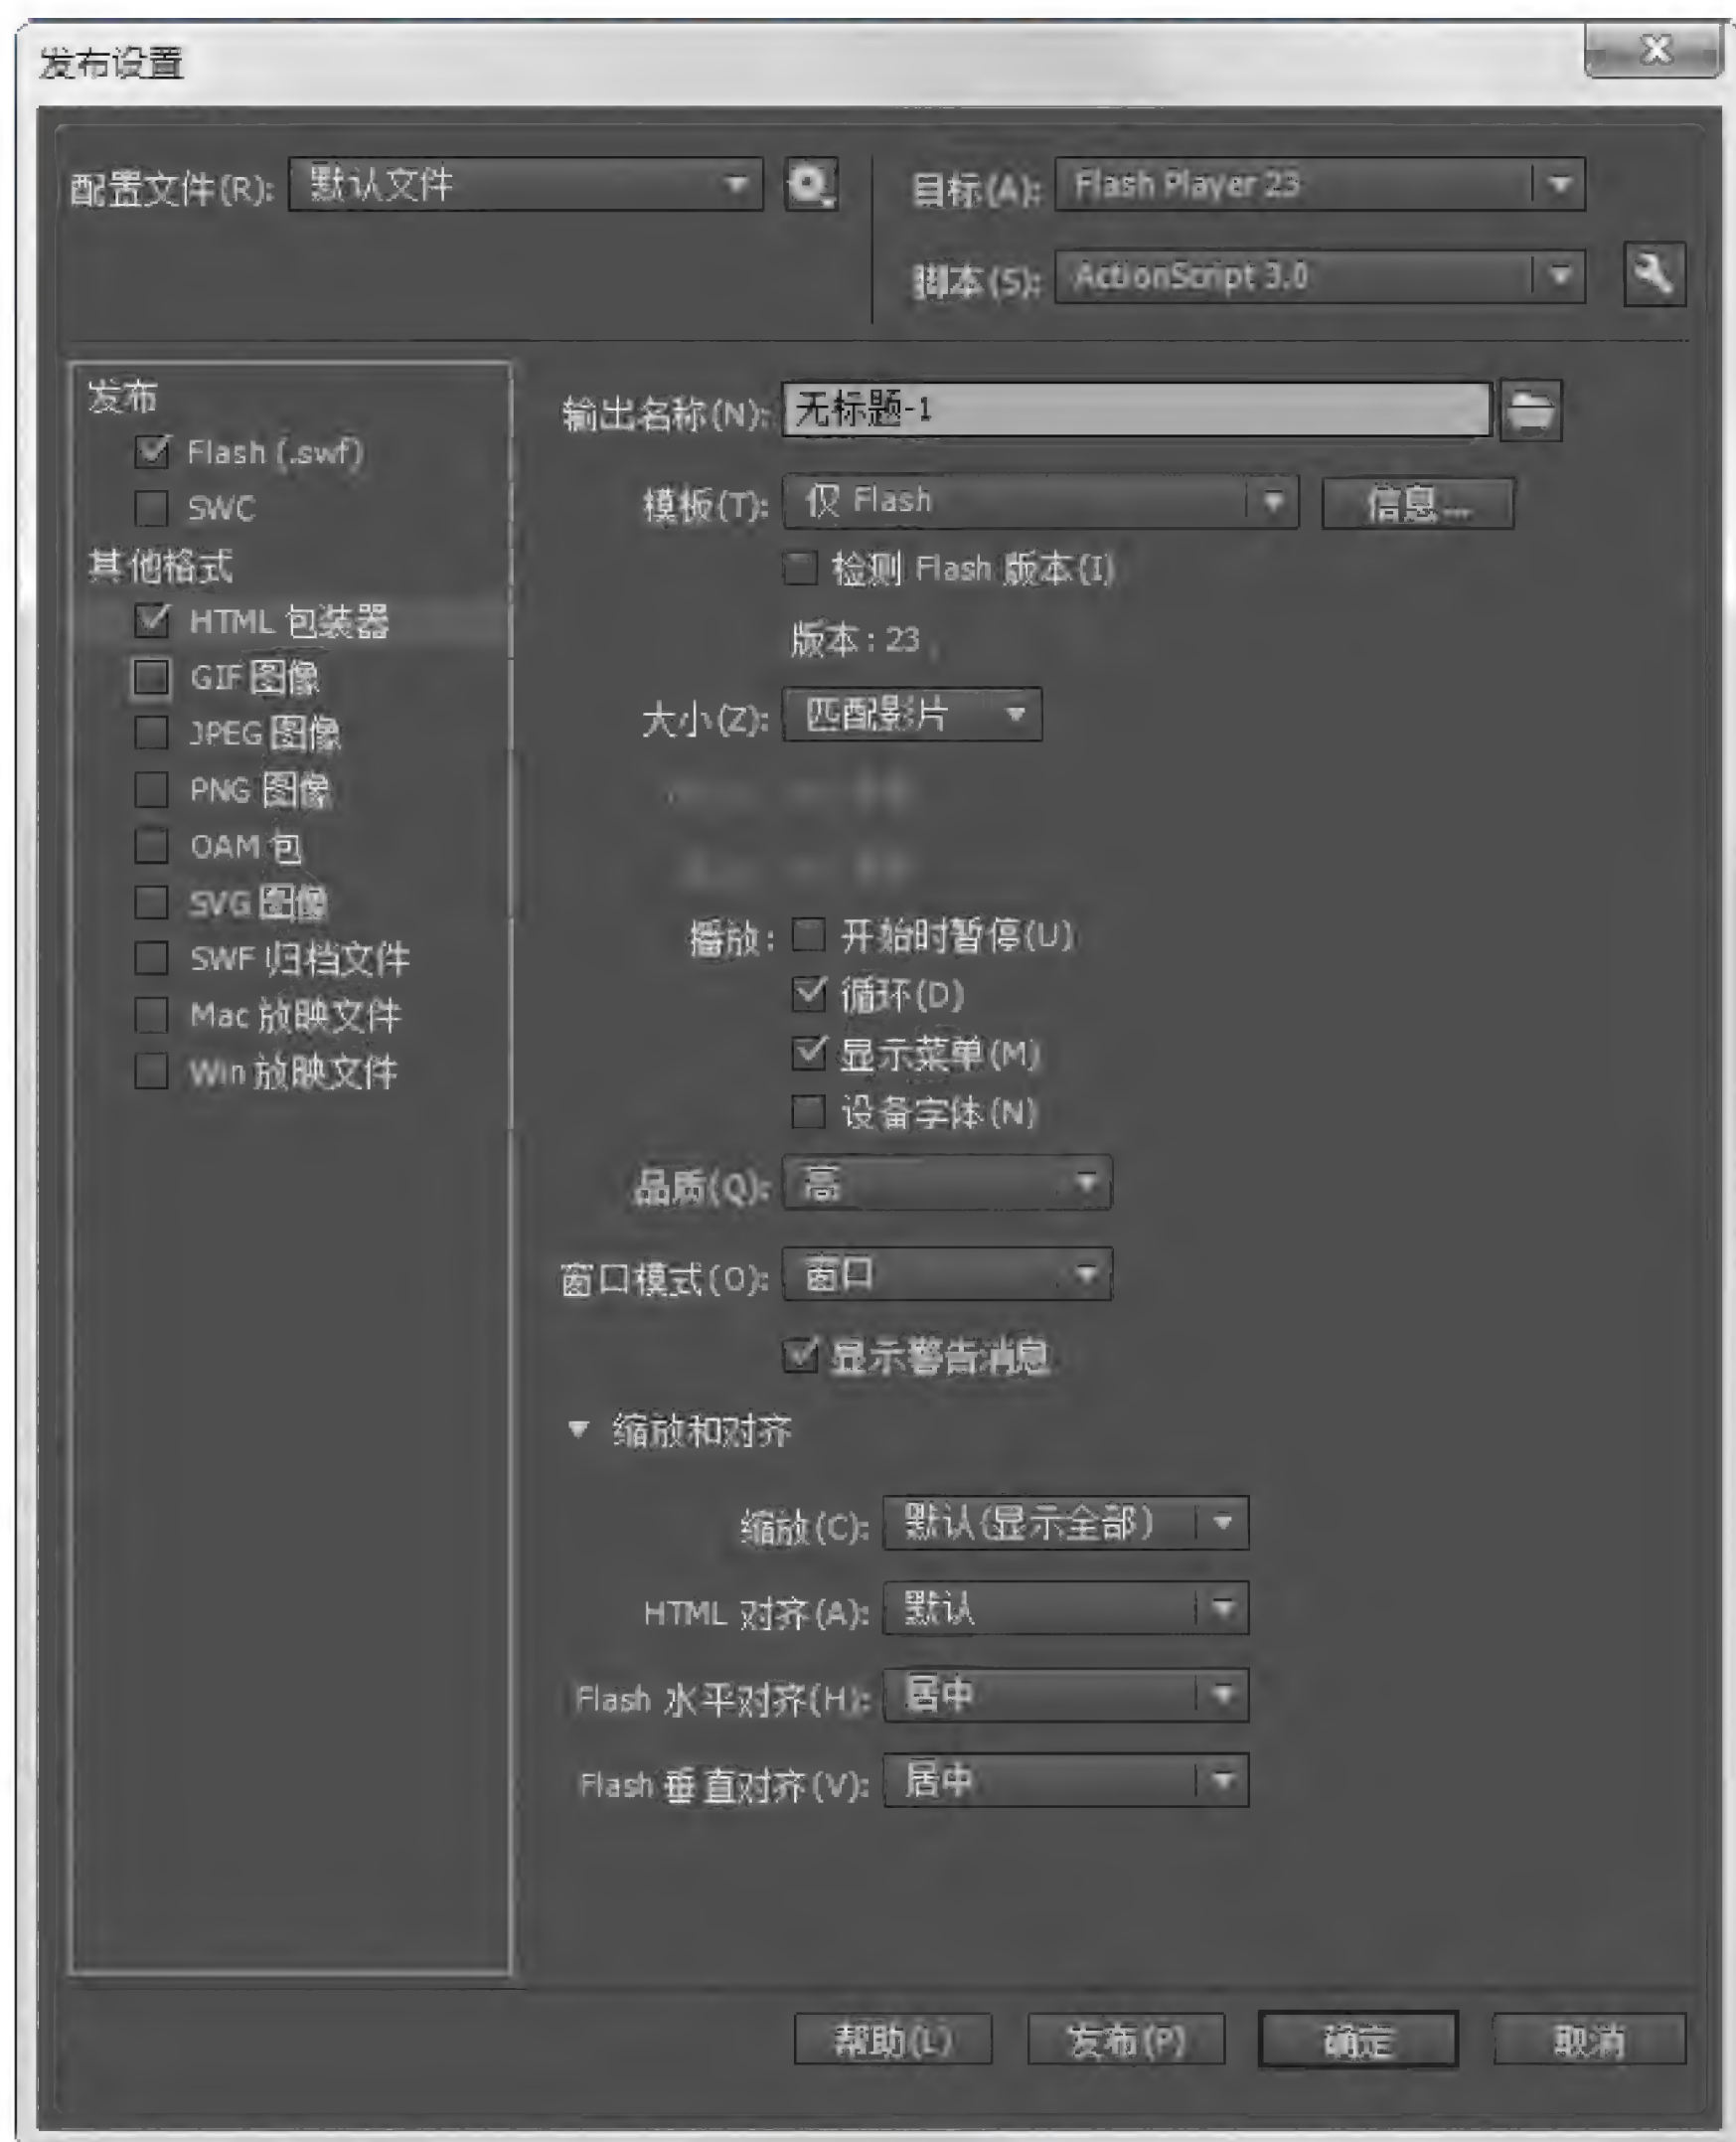 发布设置
配置文件(R): 默认文件
目标(A): Flash Player 23
脚本(S): ActionScript 3.0
发布
Flash (.swf)
SWC
其他格式
HTML 包装器
GIF 图像
JPEG 图像
PNG 图像
OAM 包
SVG 图像
SWF 归档文件
Mac 放映文件
Win 放映文件
输出名称(N): 无标题-1
模板(T): 仅 Flash 信息...
检测 Flash 版本(I)
版本: 23 .
大小(Z): 匹配影片
播放: 开始时暂停(U)
循环(D)
显示菜单(M)
设备字体(N)
品质(Q): 高
窗口模式(O): 窗口
显示警告消息
缩放和对齐
缩放(C): 默认(显示全部)
HTML 对齐(A): 默认
Flash 水平对齐(H): 居中
Flash 垂直对齐(V): 居中
帮助(L) 发布(P) 确定 取消